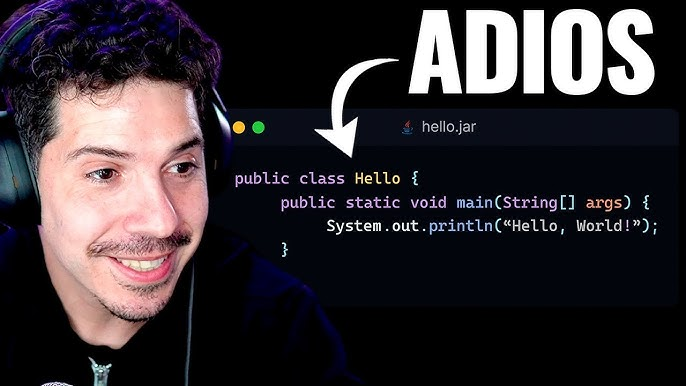 ADIOS
hello.jar
public class Hello {
public static void main(String[] args) {
System.out.println(“Hello, World!”);
}